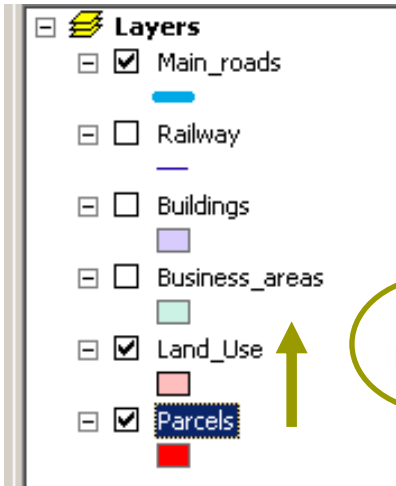 Layers
Main_roads
Railway
Buildings
Business_areas
Land_Use
Parcels